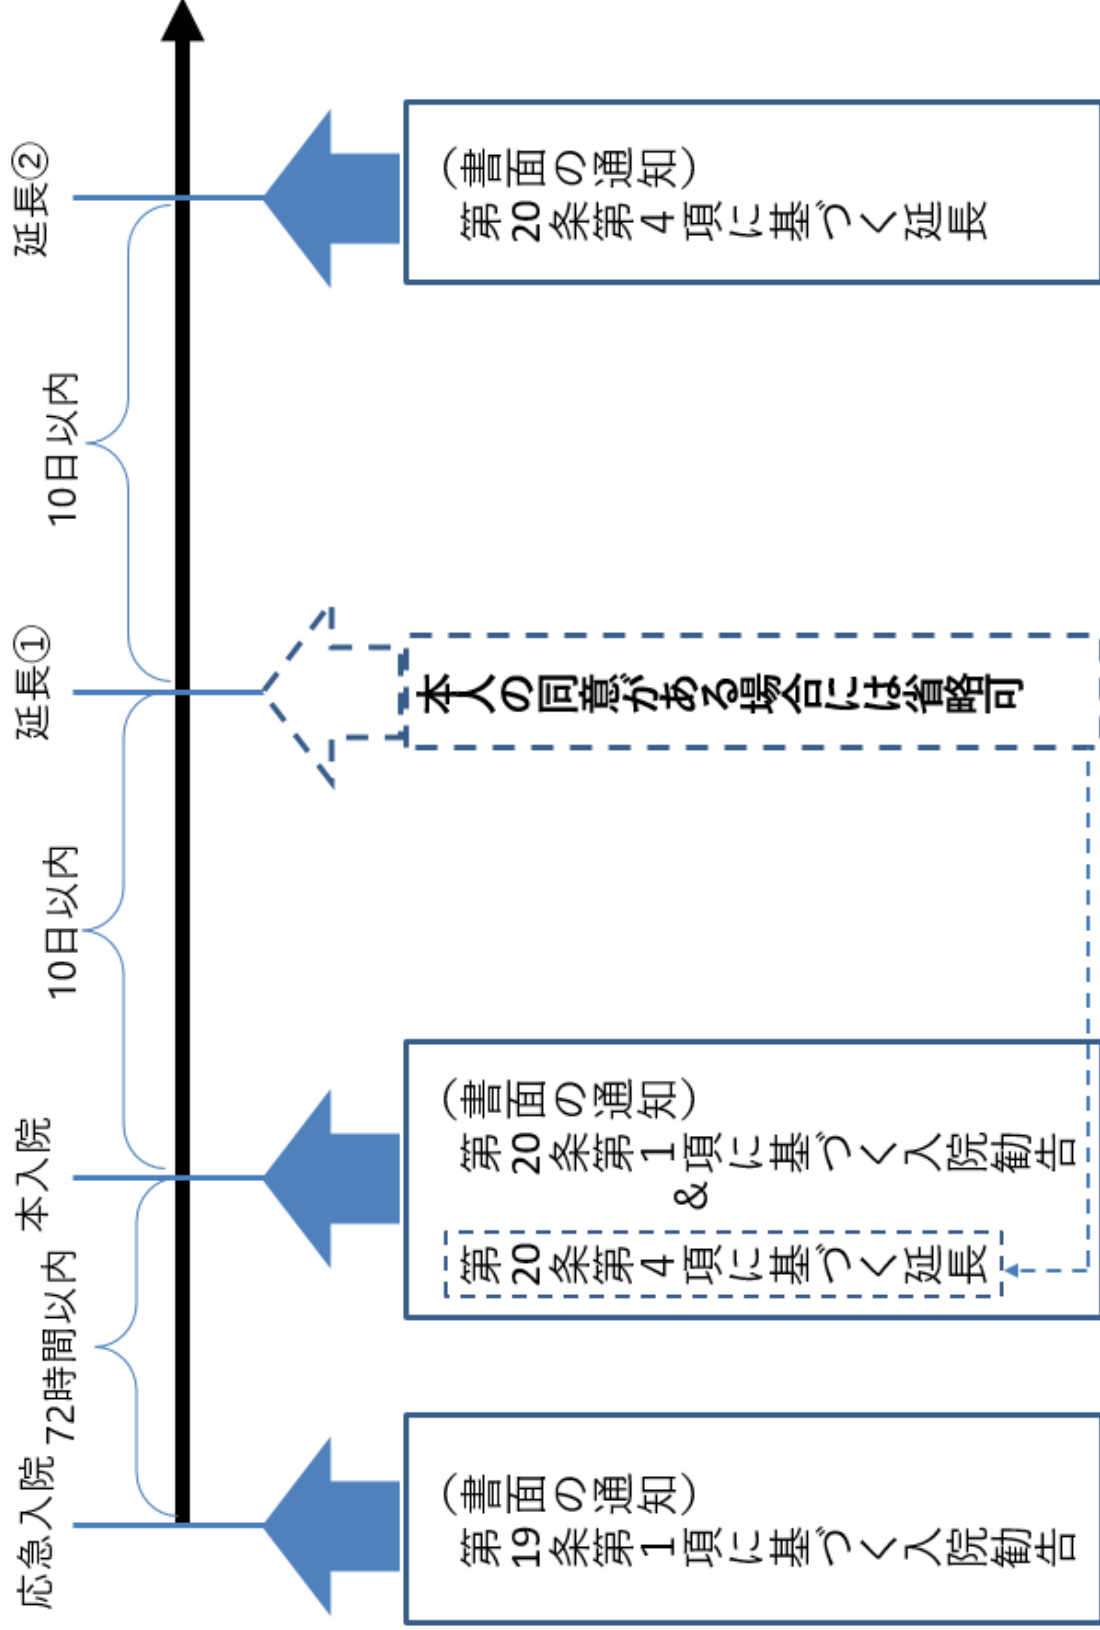 応急入院
72時間以内
本入院
10日以内
延長①
10日以内
延長②
（書面の通知）
第19条第1項に基づく入院勧告
（書面の通知）
第20条第1項に基づく入院勧告
&
第20条第4項に基づく延長
本人の同意がある場合には省略可
（書面の通知）
第20条第4項に基づく延長